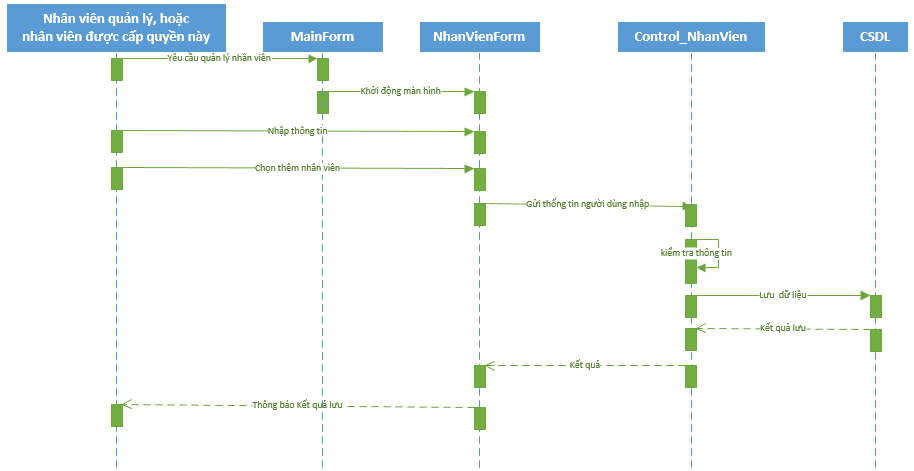 Nhân viên quản lý, hoặc
nhân viên được cấp quyền này
MainForm
NhanVienForm
Control_NhanVien
CSDL
Yêu cầu quản lý nhân viên
Khởi động màn hình
Nhập thông tin
Chọn thêm nhân viên
Gửi thống tin người dùng nhập
kiểm tra thông tin
Lưu dữ liệu
Kết quả lưu
Kết quả
Thông báo Kết quả lưu